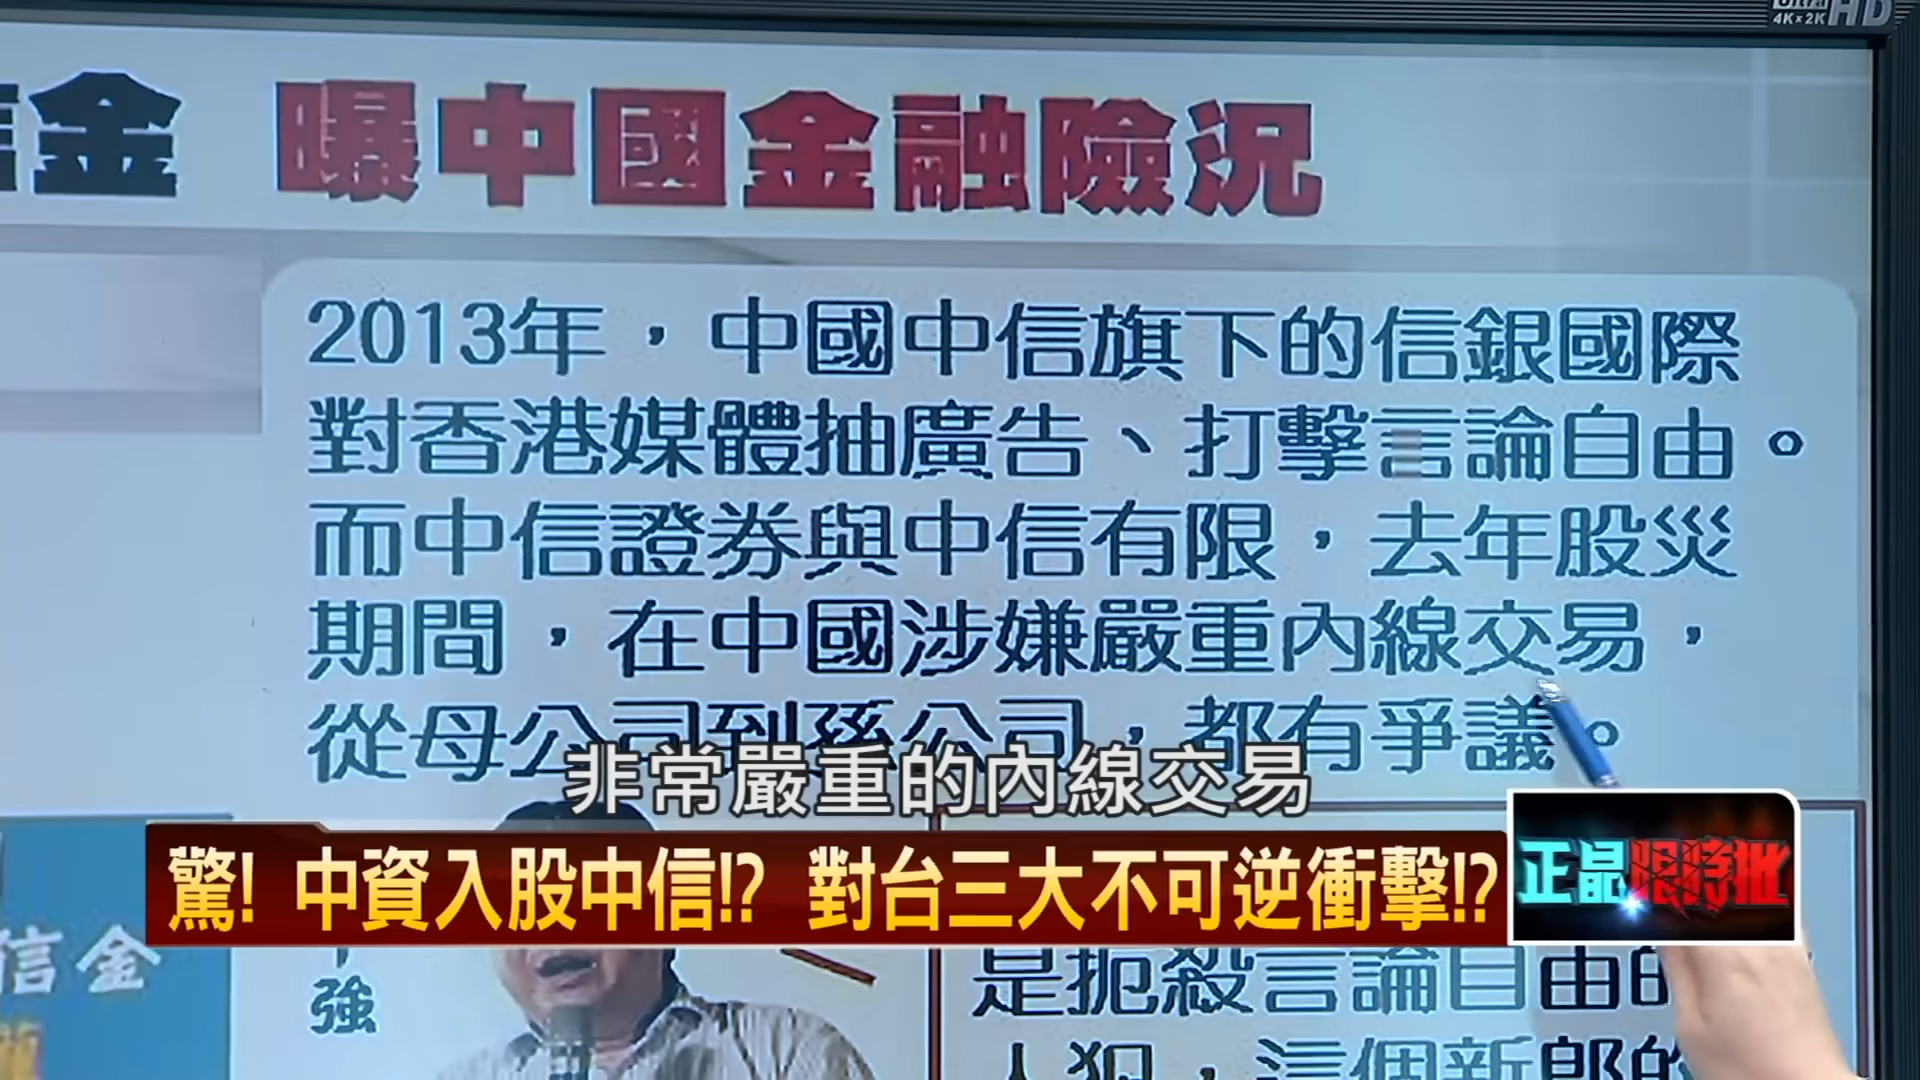 Ultra HD
4K×2K
信金 曝中國金融險況
2013年，中國中信旗下的信銀國際
對香港媒體抽廣告、打擊言論自由。
而中信證券與中信有限，去年股災
期間，在中國涉嫌嚴重內線交易，
從母公司到孫公司，都有爭議。
非常嚴重的內線交易
驚! 中資入股中信!? 對台三大不可逆衝擊!?
正晶限時批
信金
強
是扼殺言論自由的
人犯，這個新郎的